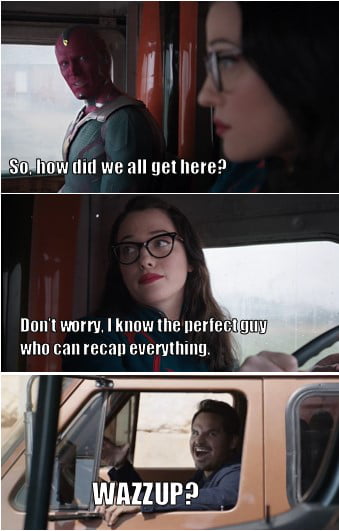 So, how did we all get here?
Don't worry, I know the perfect guy
who can recap everything.
WAZZUP?